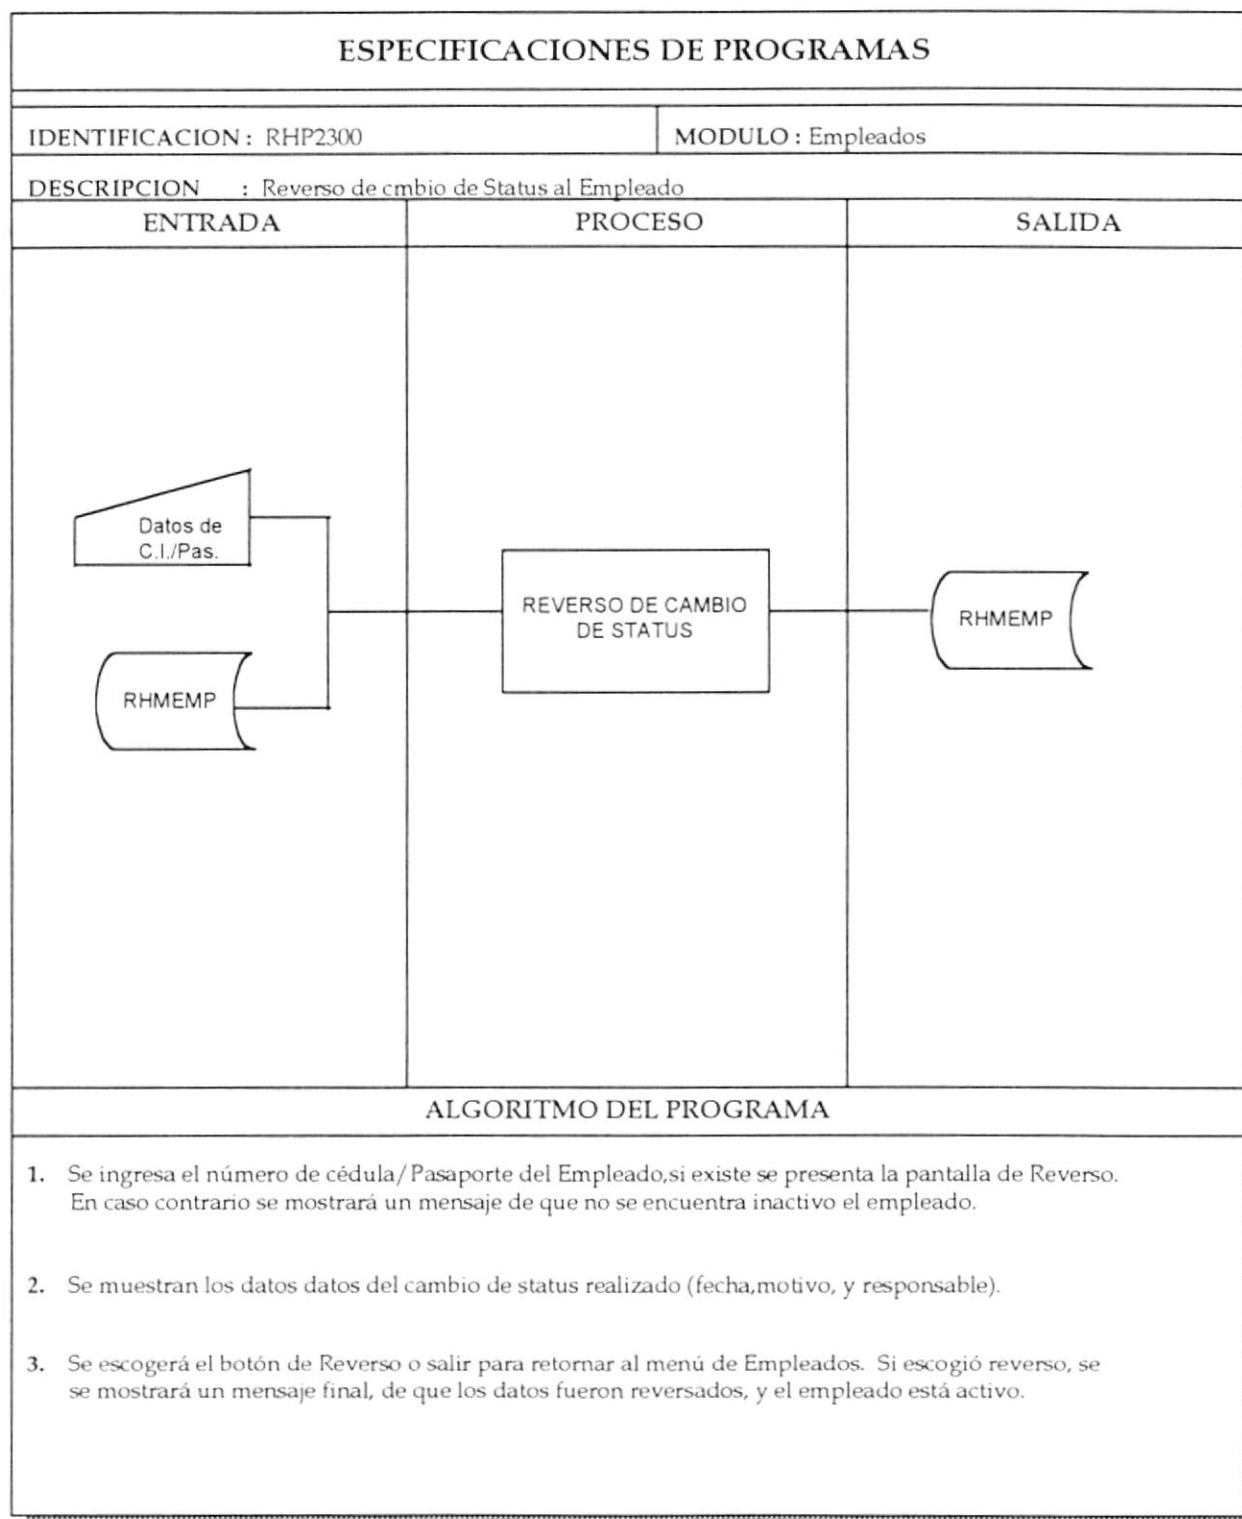 ESPECIFICACIONES DE PROGRAMAS
IDENTIFICACION : RHP2300
MODULO : Empleados
DESCRIPCION : Reverso de cmbio de Status al Empleado
ENTRADA
PROCESO
SALIDA
Datos de
C.I./Pas.
RHMEMP
REVERSO DE CAMBIO
DE STATUS
RHMEMP
ALGORITMO DEL PROGRAMA
1. Se ingresa el número de cédula/Pasaporte del Empleado,si existe se presenta la pantalla de Reverso.
En caso contrario se mostrará un mensaje de que no se encuentra inactivo el empleado.
2. Se muestran los datos datos del cambio de status realizado (fecha,motivo, y responsable).
3. Se escogerá el botón de Reverso o salir para retornar al menú de Empleados. Si escogió reverso, se
se mostrará un mensaje final, de que los datos fueron reversados, y el empleado está activo.